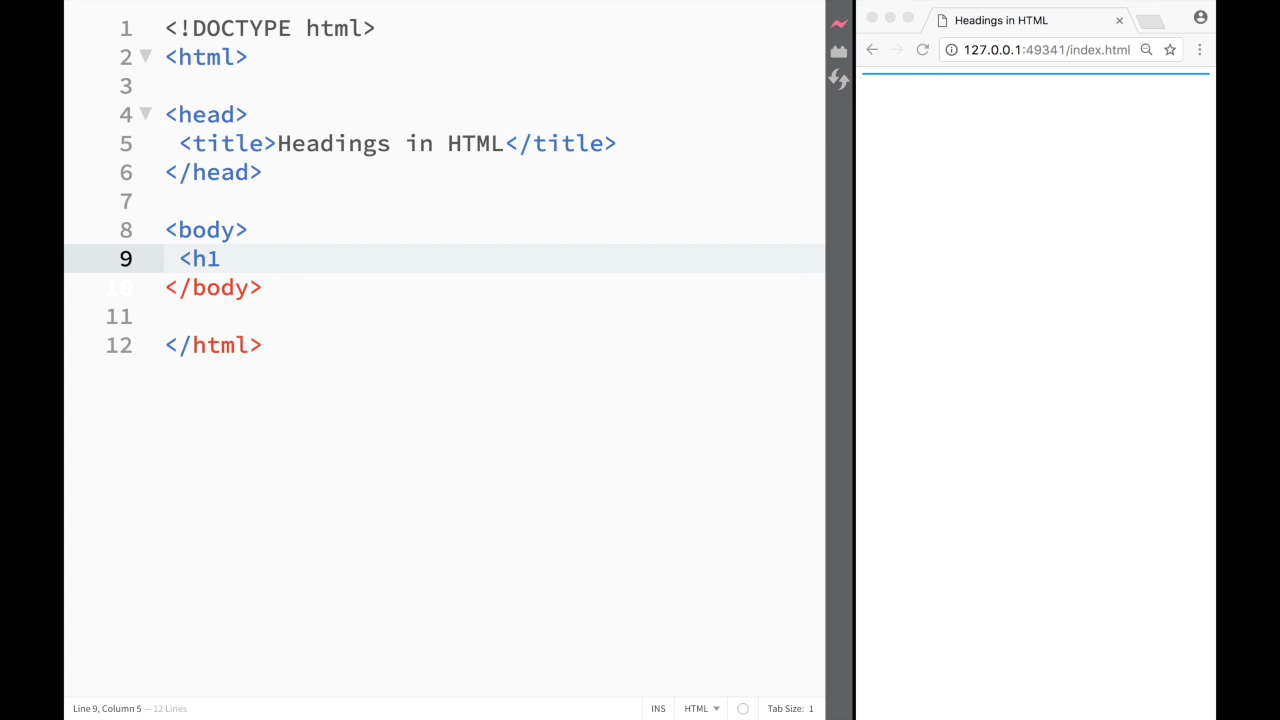 1 <!DOCTYPE html>
2 <html>
3
4 <head>
5 <title>Headings in HTML</title>
6 </head>
7
8 <body>
9 <h1
10 </body>
11
12 </html>
Line 9, Column 5 — 12 Lines
INS HTML Tab Size: 1
Headings in HTML
127.0.0.1:49341/index.html